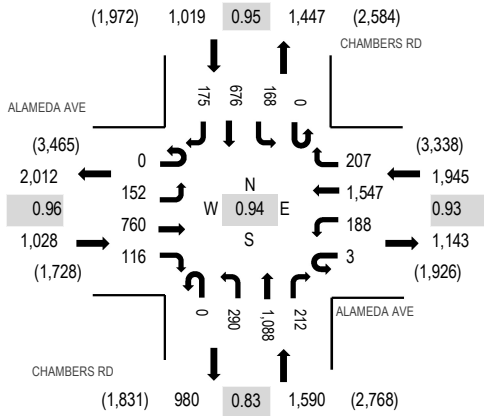 (1,972) 1,019 0.95 1,447 (2,584)
CHAMBERS RD
175 676 168 0
ALAMEDA AVE
(3,465) 0 207 (3,338)
2,012 152 N 1,547 1,945
0.96 760 W 0.94 E 188 0.93
1,028 116 S 3 1,143
(1,728) (1,926)
0 290 1,088 212
ALAMEDA AVE
CHAMBERS RD
(1,831) 980 0.83 1,590 (2,768)